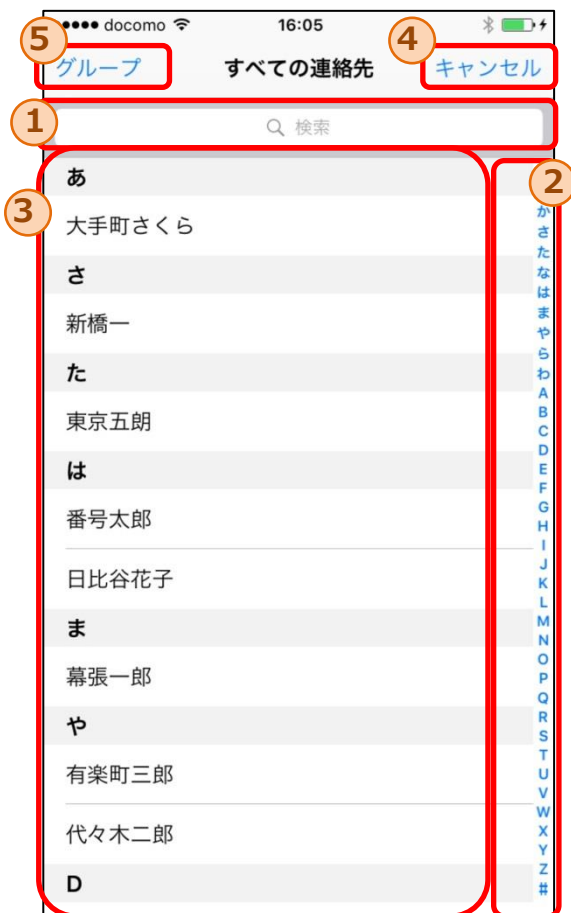 docomo 16:05
5
4
グループ すべての連絡先 キャンセル
1
検索
2
3
あ
大手町さくら
さ
新橋一
た
東京五朗
は
番号太郎
日比谷花子
ま
幕張一郎
や
有楽町三郎
代々木二郎
D
か
さ
た
な
は
ま
や
ら
わ
A
B
C
D
E
F
G
H
I
J
K
L
M
N
O
P
Q
R
S
T
U
V
W
X
Y
Z
#